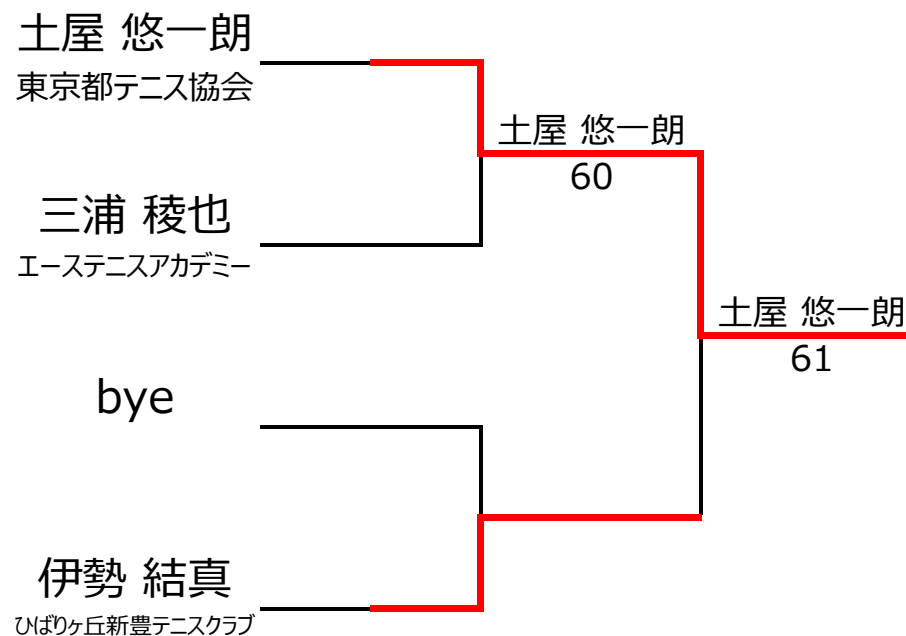 土屋 悠一朗
東京都テニス協会
土屋 悠一朗
60
三浦 稜也
エーステニスアカデミー
土屋 悠一朗
61
bye
伊勢 結真
ひばりヶ丘新豊テニスクラブ